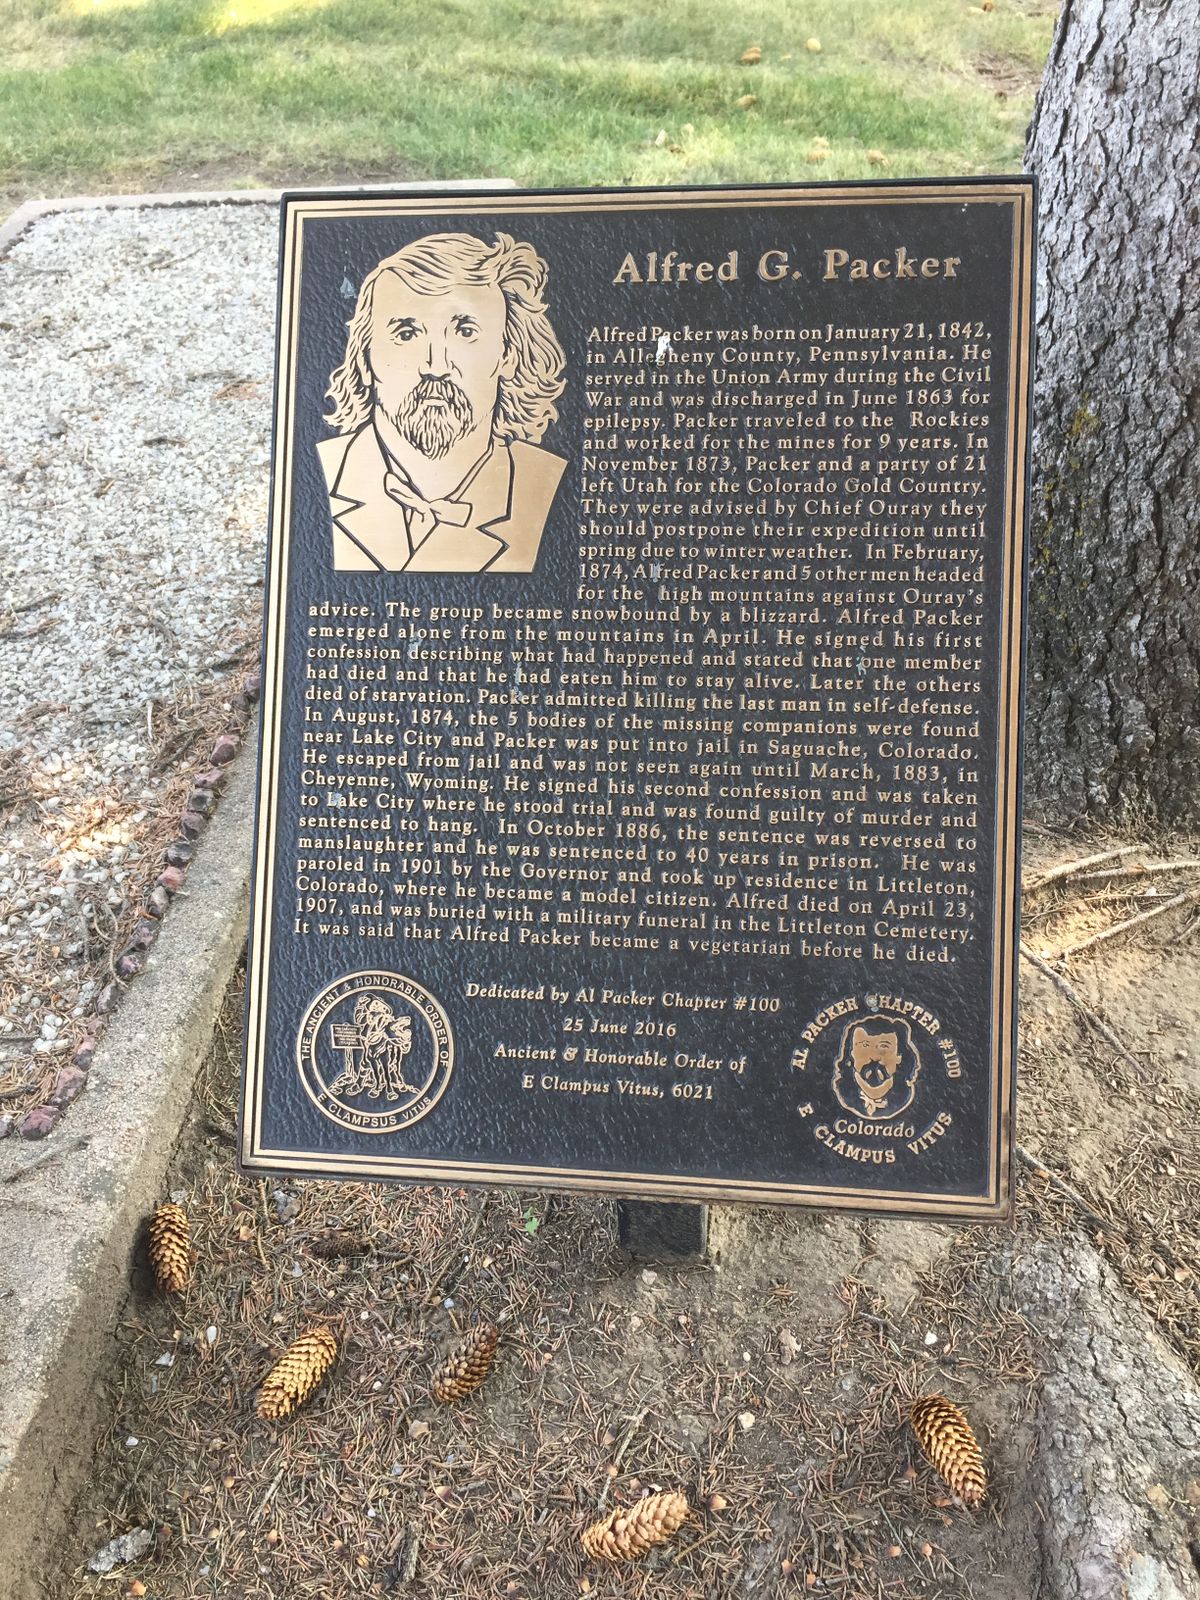 Alfred G. Packer
Alfred Packer was born on January 21, 1842,
in Allegheny County, Pennsylvania. He
served in the Union Army during the Civil
War and was discharged in June 1863 for
epilepsy. Packer traveled to the Rockies
and worked for the mines for 9 years. In
November 1873, Packer and a party of 21
left Utah for the Colorado Gold Country.
They were advised by Chief Ouray they
should postpone their expedition until
spring due to winter weather. In February,
1874, Alfred Packer and 5 other men headed
for the high mountains against Ouray's
advice. The group became snowbound by a blizzard. Alfred Packer
emerged alone from the mountains in April. He signed his first
confession describing what had happened and stated that one member
had died and that he had eaten him to stay alive. Later the others
died of starvation. Packer admitted killing the last man in self-defense.
In August, 1874, the 5 bodies of the missing companions were found
near Lake City and Packer was put into jail in Saguache, Colorado.
He escaped from jail and was not seen again until March, 1883, in
Cheyenne, Wyoming. He signed his second confession and was taken
to Lake City where he stood trial and was found guilty of murder and
sentenced to hang. In October 1886, the sentence was reversed to
manslaughter and he was sentenced to 40 years in prison. He was
paroled in 1901 by the Governor and took up residence in Littleton,
Colorado, where he became a model citizen. Alfred died on April 23,
1907, and was buried with a military funeral in the Littleton Cemetery.
It was said that Alfred Packer became a vegetarian before he died.
THE ANCIENT & HONORABLE ORDER OF
E CLAMPSUS VITUS
Dedicated by Al Packer Chapter #100
25 June 2016
Ancient & Honorable Order of
E Clampus Vitus, 6021
AL PACKER CHAPTER #100
Colorado
E CLAMPUS VITUS